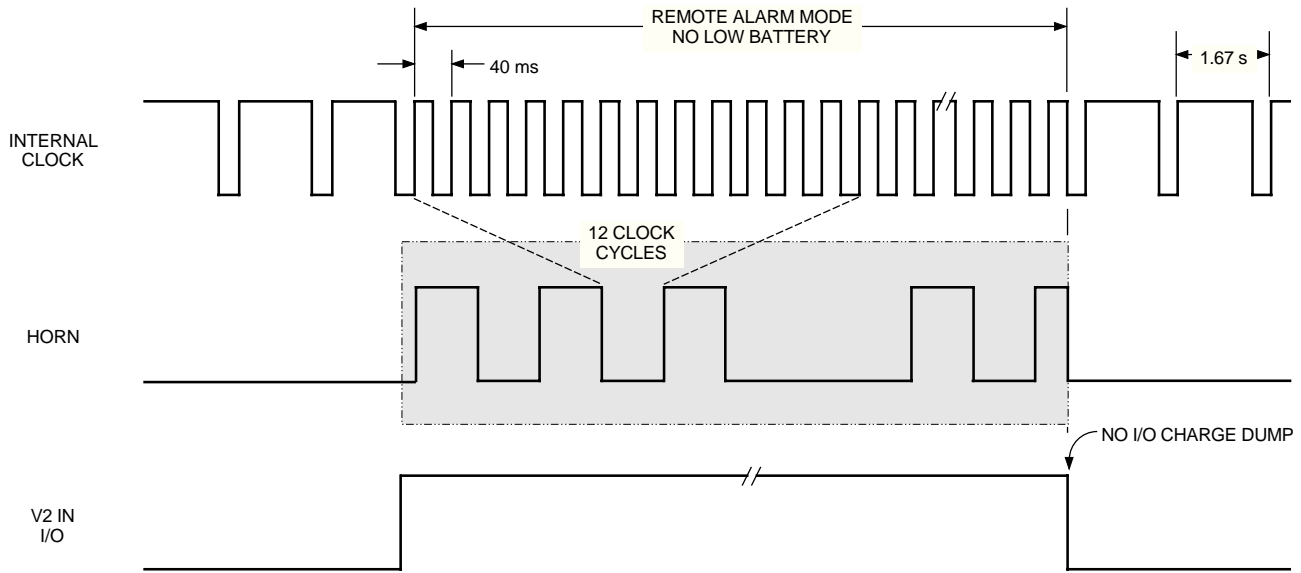 REMOTE ALARM MODE
NO LOW BATTERY
40 ms
1.67 s
INTERNAL
CLOCK
12 CLOCK
CYCLES
HORN
NO I/O CHARGE DUMP
V2 IN
I/O